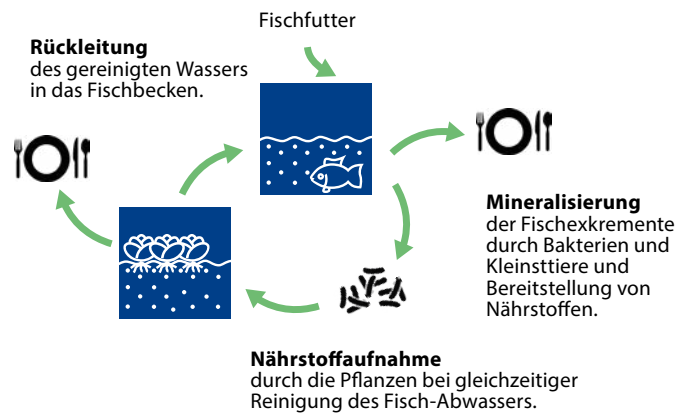 Fischfutter
Rückleitung
des gereinigten Wassers
in das Fischbecken.
Mineralisierung
der Fischexkremente
durch Bakterien und
Kleinsttiere und
Bereitstellung von
Nährstoffen.
Nährstoffaufnahme
durch die Pflanzen bei gleichzeitiger
Reinigung des Fisch-Abwassers.